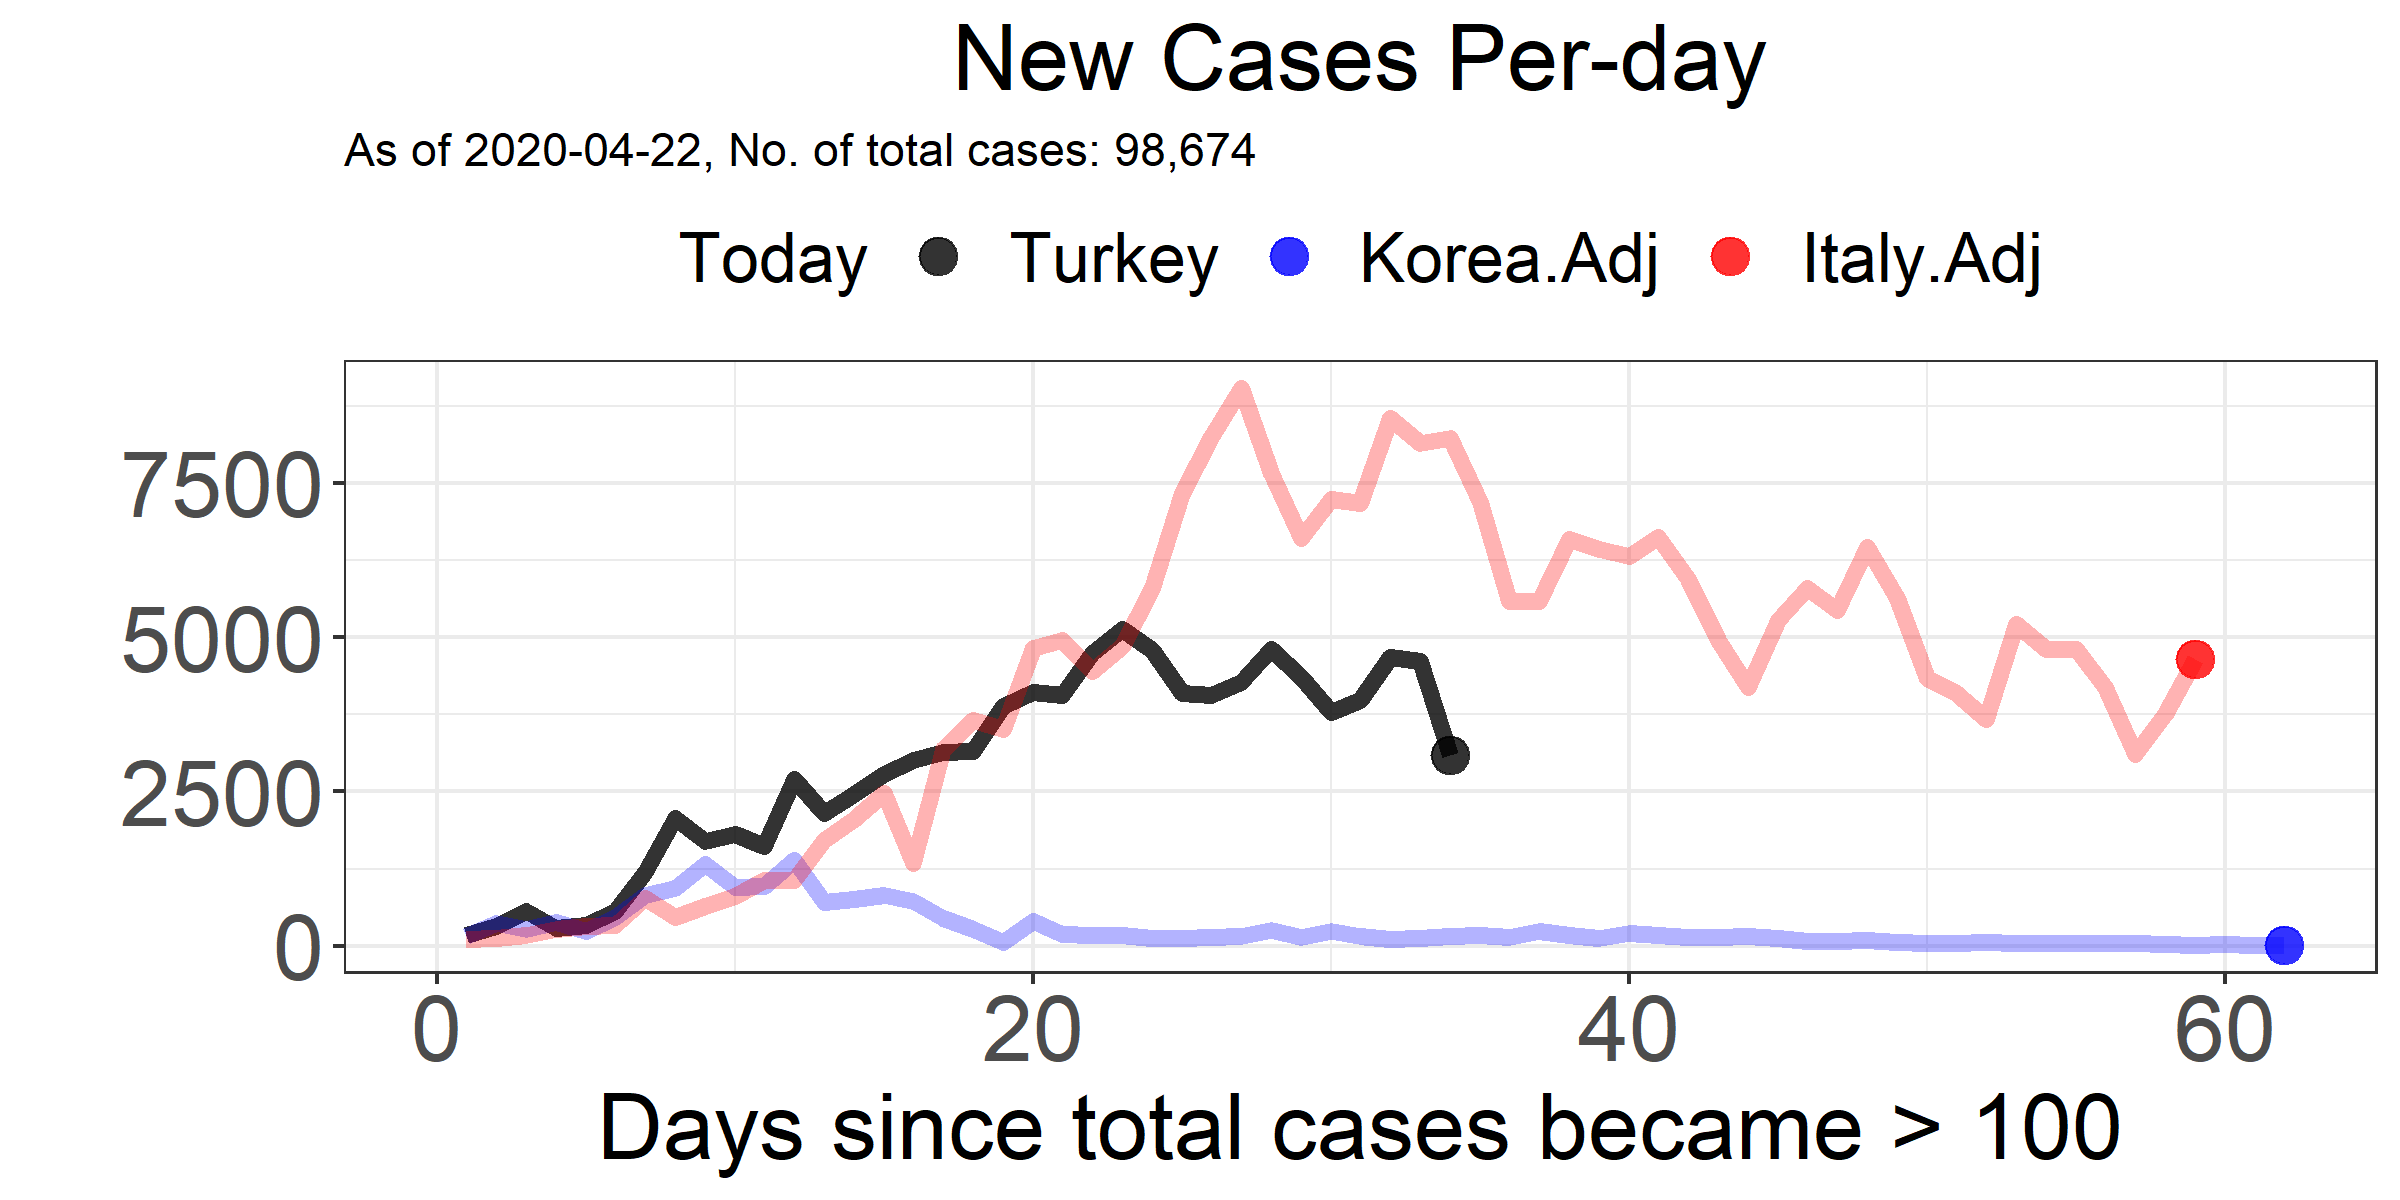 New Cases Per-day
As of 2020-04-22, No. of total cases: 98,674
Today Turkey Korea.Adj Italy.Adj
7500
5000
2500
0
0 20 40 60
Days since total cases became > 100